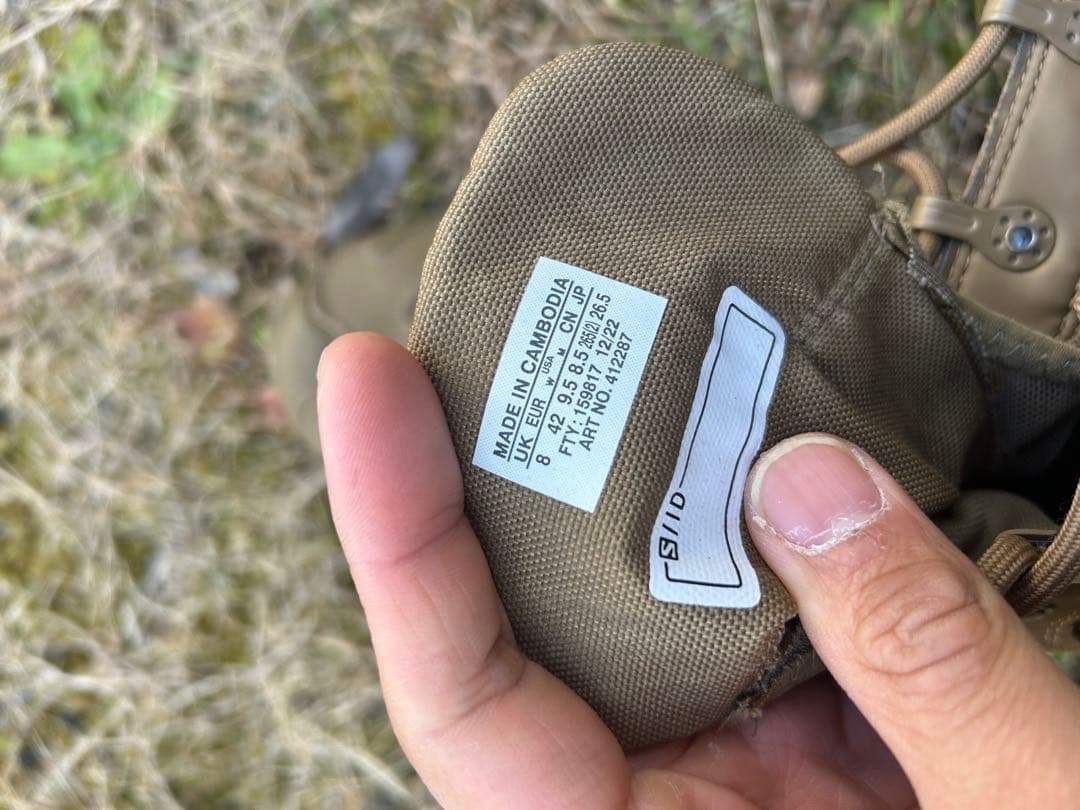 MADE IN CAMBODIA
UK EUR W USA M CN JP
8 42 9.5 8.5 265(2) 26.5
FTY: 159817 12/22
ART NO. 412287
S/ID